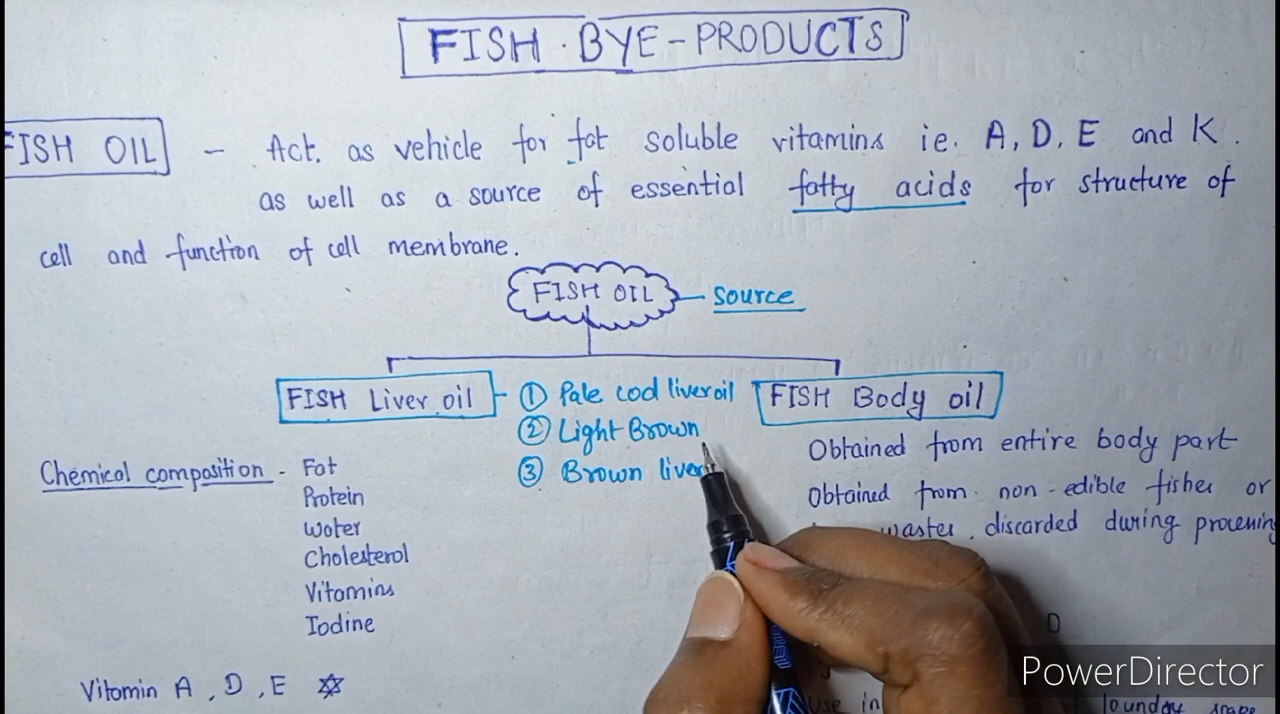 FISH · BYE-PRODUCTS
FISH OIL - Act. as vehicle for fat soluble vitamins ie. A, D, E and K.
as well as a source of essential fatty acids for structure of
cell and function of cell membrane.
FISH OIL - Source
FISH Liver oil - ① Pale cod liver oil
② Light Brown
③ Brown liver
FISH Body oil
Obtained from entire body part
Obtained from non-edible fishes or
wastes, discarded during processing
Chemical composition - Fat
Protein
Water
Cholesterol
Vitamins
Iodine
Vitamin A, D, E
D
use in
PowerDirector